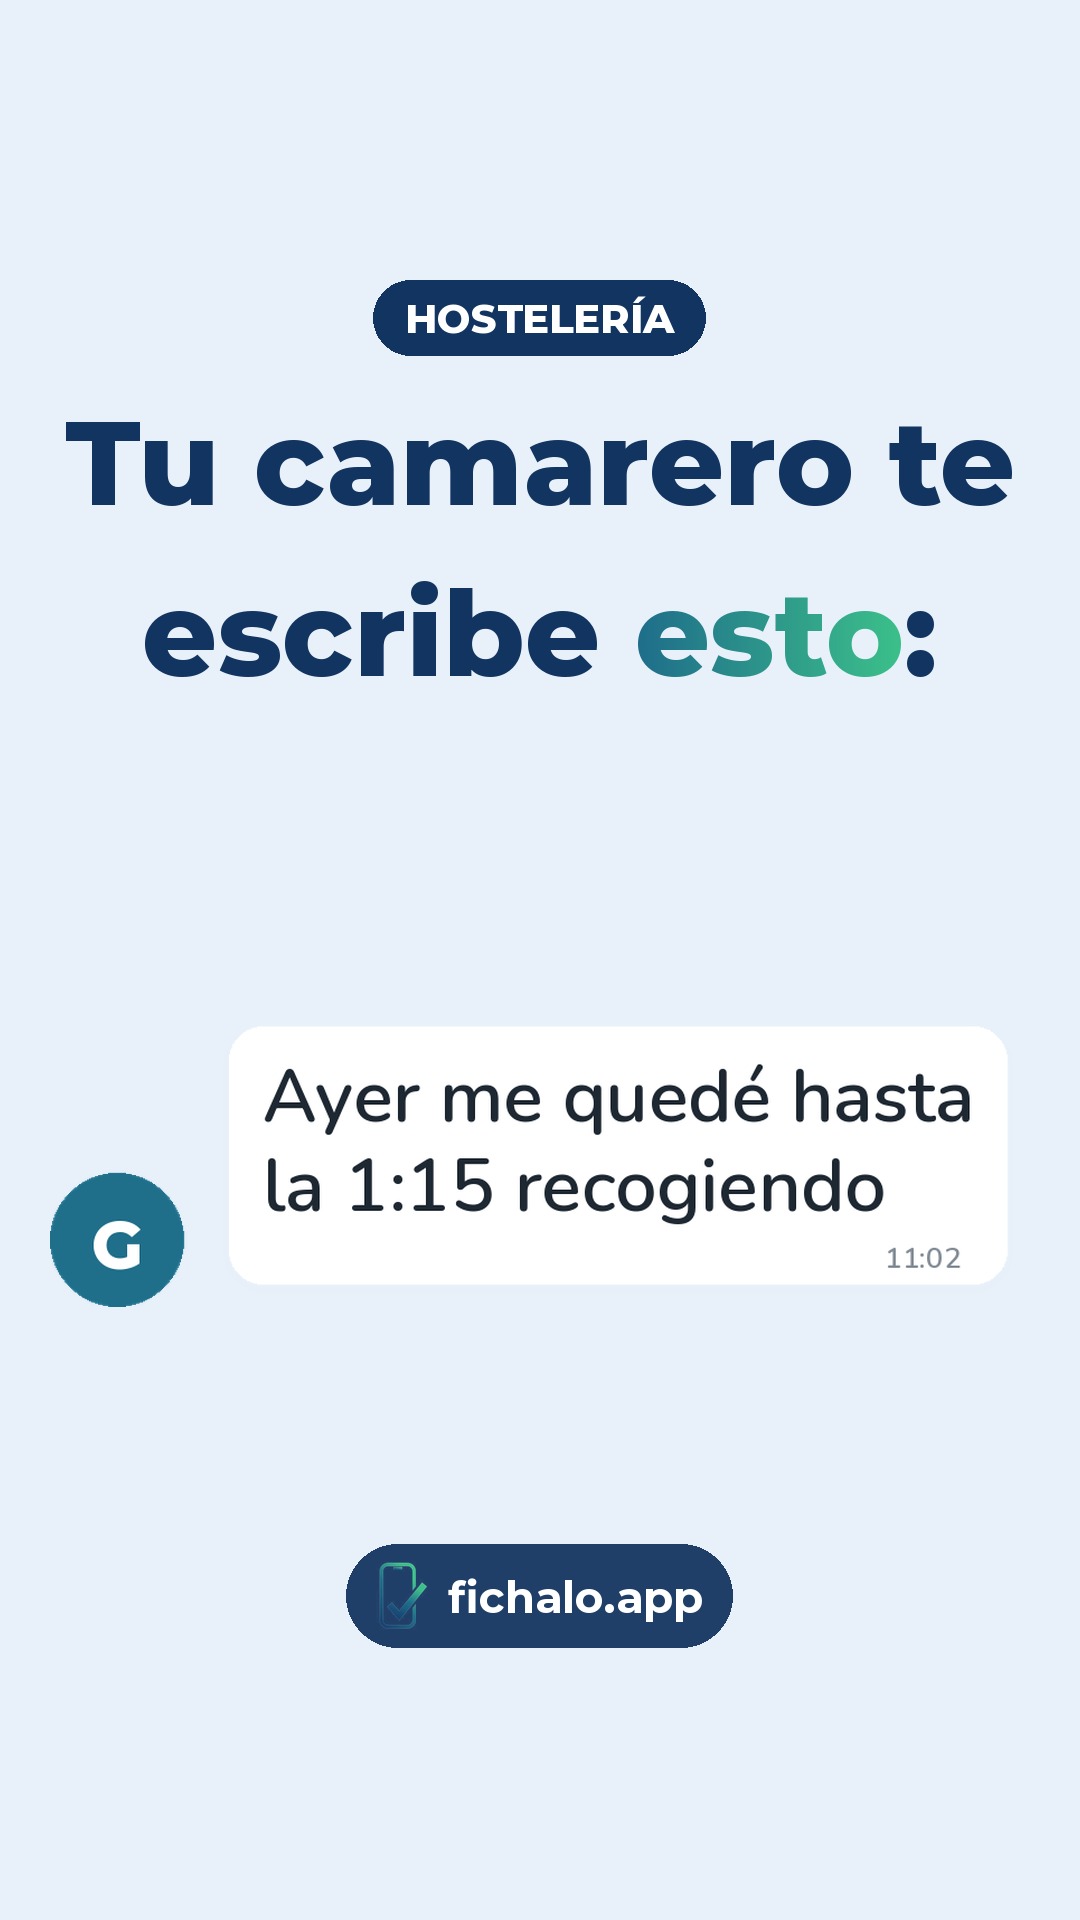 HOSTELERÍA
Tu camarero te
escribe esto:
Ayer me quedé hasta
la 1:15 recogiendo
11:02
G
fichalo.app